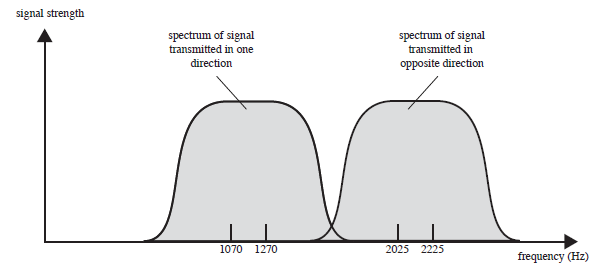 signal strength
spectrum of signal
transmitted in one
direction
spectrum of signal
transmitted in
opposite direction
1070 1270
2025 2225
frequency (Hz)